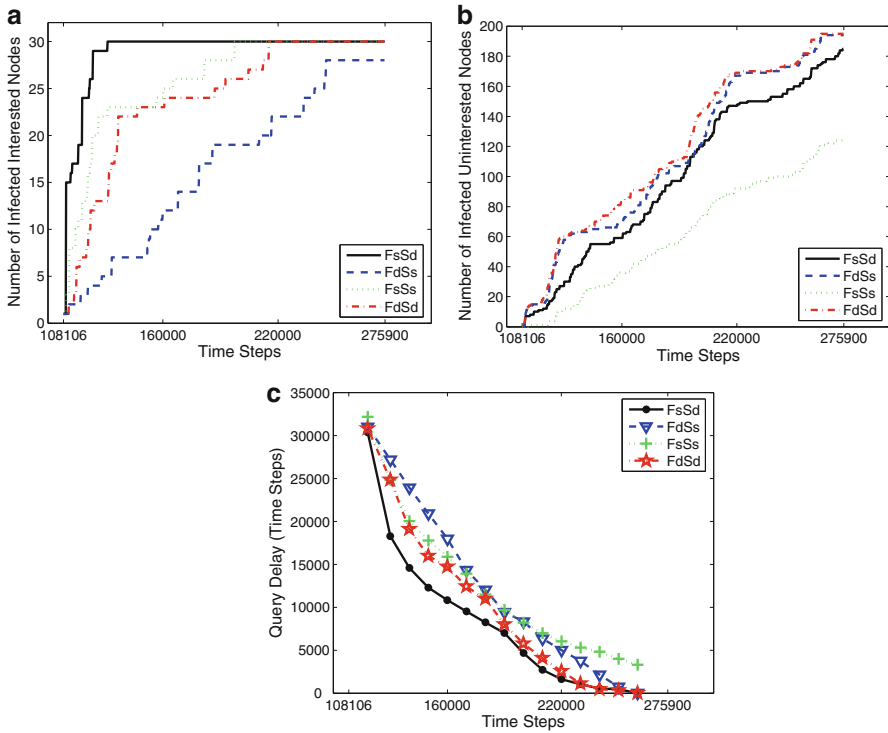 a
Number of Infected Interested Nodes
30
25
20
15
10
5
0
108106
160000
220000
275900
Time Steps
FsSd
FdSs
FsSs
FdSd
b
Number of Infected Uninterested Nodes
200
180
160
140
120
100
80
60
40
20
0
108106
160000
220000
275900
Time Steps
FsSd
FdSs
FsSs
FdSd
c
Query Delay (Time Steps)
35000
30000
25000
20000
15000
10000
5000
0
108106
160000
220000
275900
Time Steps
FsSd
FdSs
FsSs
FdSd